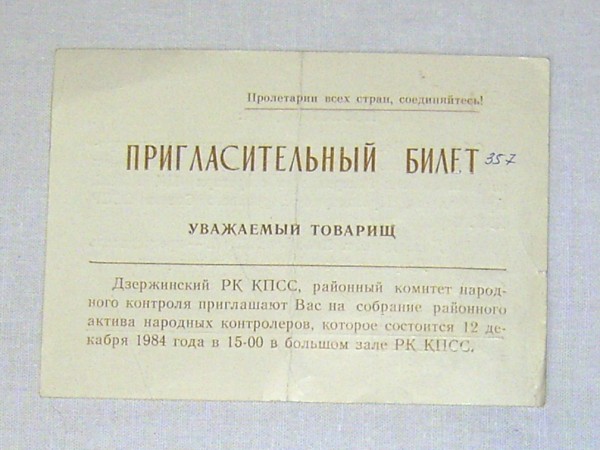 Пролетарии всех стран, соединяйтесь!
ПРИГЛАСИТЕЛЬНЫЙ БИЛЕТ 357
УВАЖАЕМЫЙ ТОВАРИЩ
Дзержинский РК КПСС, районный комитет народ-
ного контроля приглашают Вас на собрание районного
актива народных контролеров, которое состоится 12 де-
кабря 1984 года в 15-00 в большом зале РК КПСС.